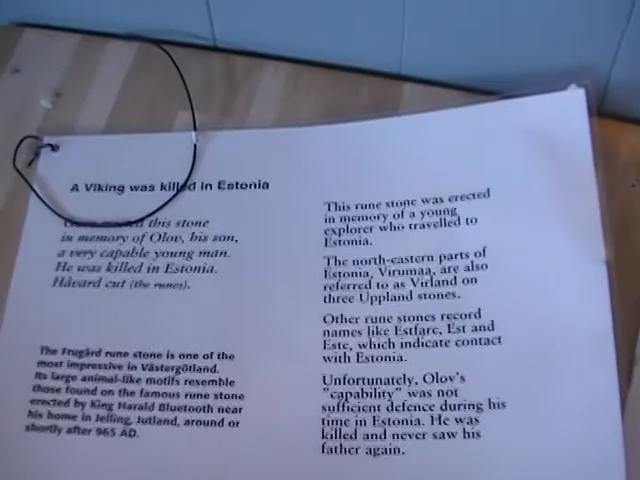 A Viking was killed in Estonia
this stone
in memory of Olov, his son,
a very capable young man.
He was killed in Estonia.
Håvard cut (the runes).
The Frugård rune stone is one of the
most impressive in Västergötland.
Its large animal-like motifs resemble
those found on the famous rune stone
erected by King Harald Bluetooth near
his home in Jelling, Jutland, around or
shortly after 965 AD.
This rune stone was erected
in memory of a young
explorer who travelled to
Estonia.
The north-eastern parts of
Estonia, Virumaa, are also
referred to as Virland on
three Uppland stones.
Other rune stones record
names like Estfare, Est and
Este, which indicate contact
with Estonia.
Unfortunately, Olov's
"capability" was not
sufficient defence during his
time in Estonia. He was
killed and never saw his
father again.